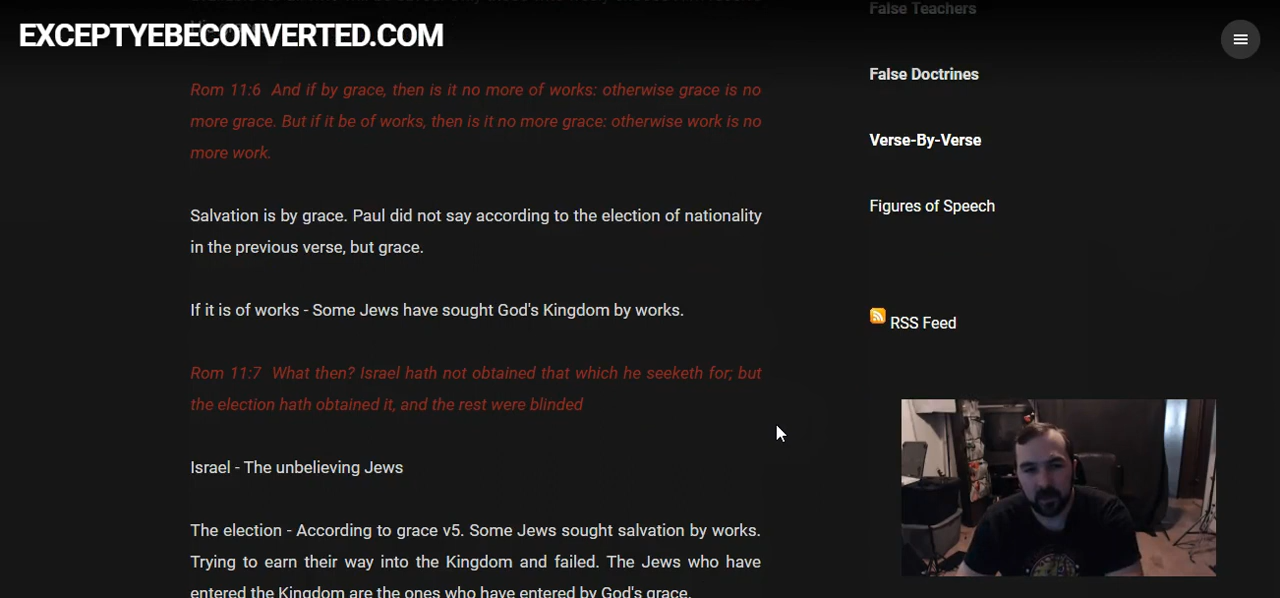 False Teachers
EXCEPTYEBECONVERTED.COM
Rom 11:6 And if by grace, then is it no more of works: otherwise grace is no
more grace. But if it be of works, then is it no more grace: otherwise work is no
more work.
Salvation is by grace. Paul did not say according to the election of nationality
in the previous verse, but grace.
If it is of works - Some Jews have sought God's Kingdom by works.
Rom 11:7 What then? Israel hath not obtained that which he seeketh for; but
the election hath obtained it, and the rest were blinded
Israel - The unbelieving Jews
The election - According to grace v5. Some Jews sought salvation by works.
Trying to earn their way into the Kingdom and failed. The Jews who have
entered the Kingdom are the ones who have entered by God's grace.
False Doctrines
Verse-By-Verse
Figures of Speech
RSS Feed